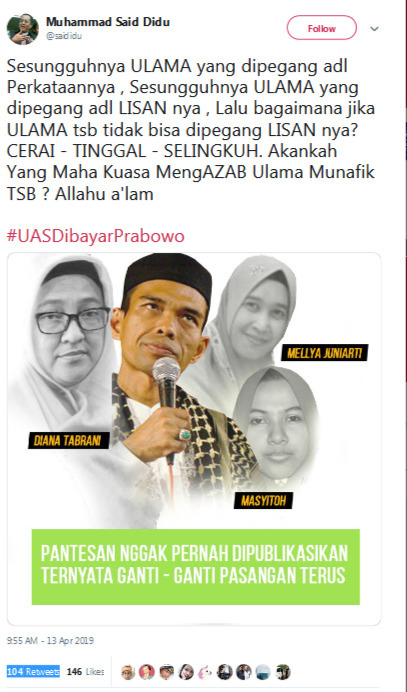 Muhammad Said Didu
@saididu
Follow
Sesungguhnya ULAMA yang dipegang adl
Perkataannya , Sesungguhnya ULAMA yang
dipegang adl LISAN nya , Lalu bagaimana jika
ULAMA tsb tidak bisa dipegang LISAN nya?
CERAI - TINGGAL - SELINGKUH. Akankah
Yang Maha Kuasa MengAZAB Ulama Munafik
TSB ? Allahu a'lam
#UASDibayarPrabowo
MELLYA JUNIARTI
DIANA TABRANI
MASYITOH
PANTESAN NGGAK PERNAH DIPUBLIKASIKAN
TERNYATA GANTI - GANTI PASANGAN TERUS
9:55 AM - 13 Apr 2019
104 Retweets 146 Likes